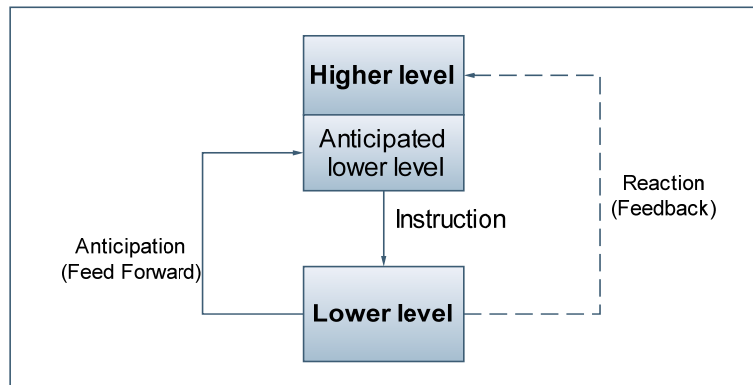 Higher level
Anticipated
lower level
Reaction
(Feedback)
Instruction
Anticipation
(Feed Forward)
Lower level